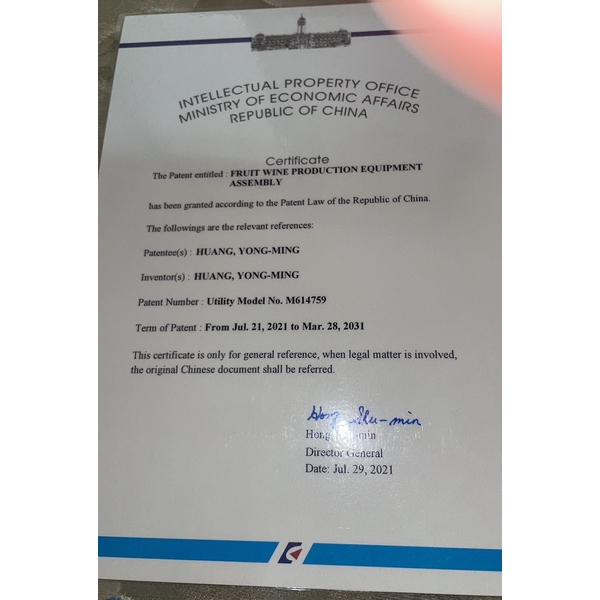 INTELLECTUAL PROPERTY OFFICE
MINISTRY OF ECONOMIC AFFAIRS
REPUBLIC OF CHINA
Certificate
The Patent entitled : FRUIT WINE PRODUCTION EQUIPMENT
ASSEMBLY
has been granted according to the Patent Law of the Republic of China.
The followings are the relevant references:
Patentee(s) : HUANG, YONG-MING
Inventor(s) : HUANG, YONG-MING
Patent Number : Utility Model No. M614759
Term of Patent : From Jul. 21, 2021 to Mar. 28, 2031
This certificate is only for general reference, when legal matter is involved,
the original Chinese document shall be referred.
Hong Shu-min
Hong
Director General
Date: Jul. 29, 2021